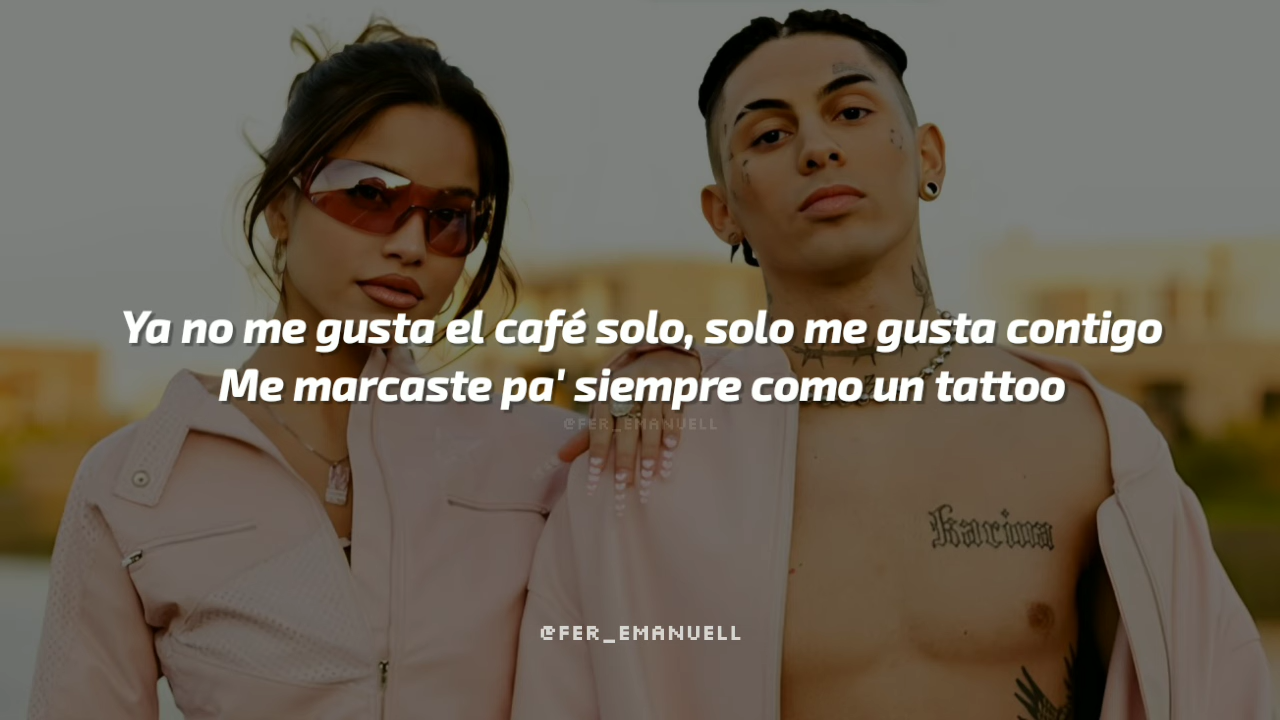 Ya no me gusta el café solo, solo me gusta contigo
Me marcaste pa' siempre como un tattoo
@FER_EMANUELL
karina
@FER_EMANUELL